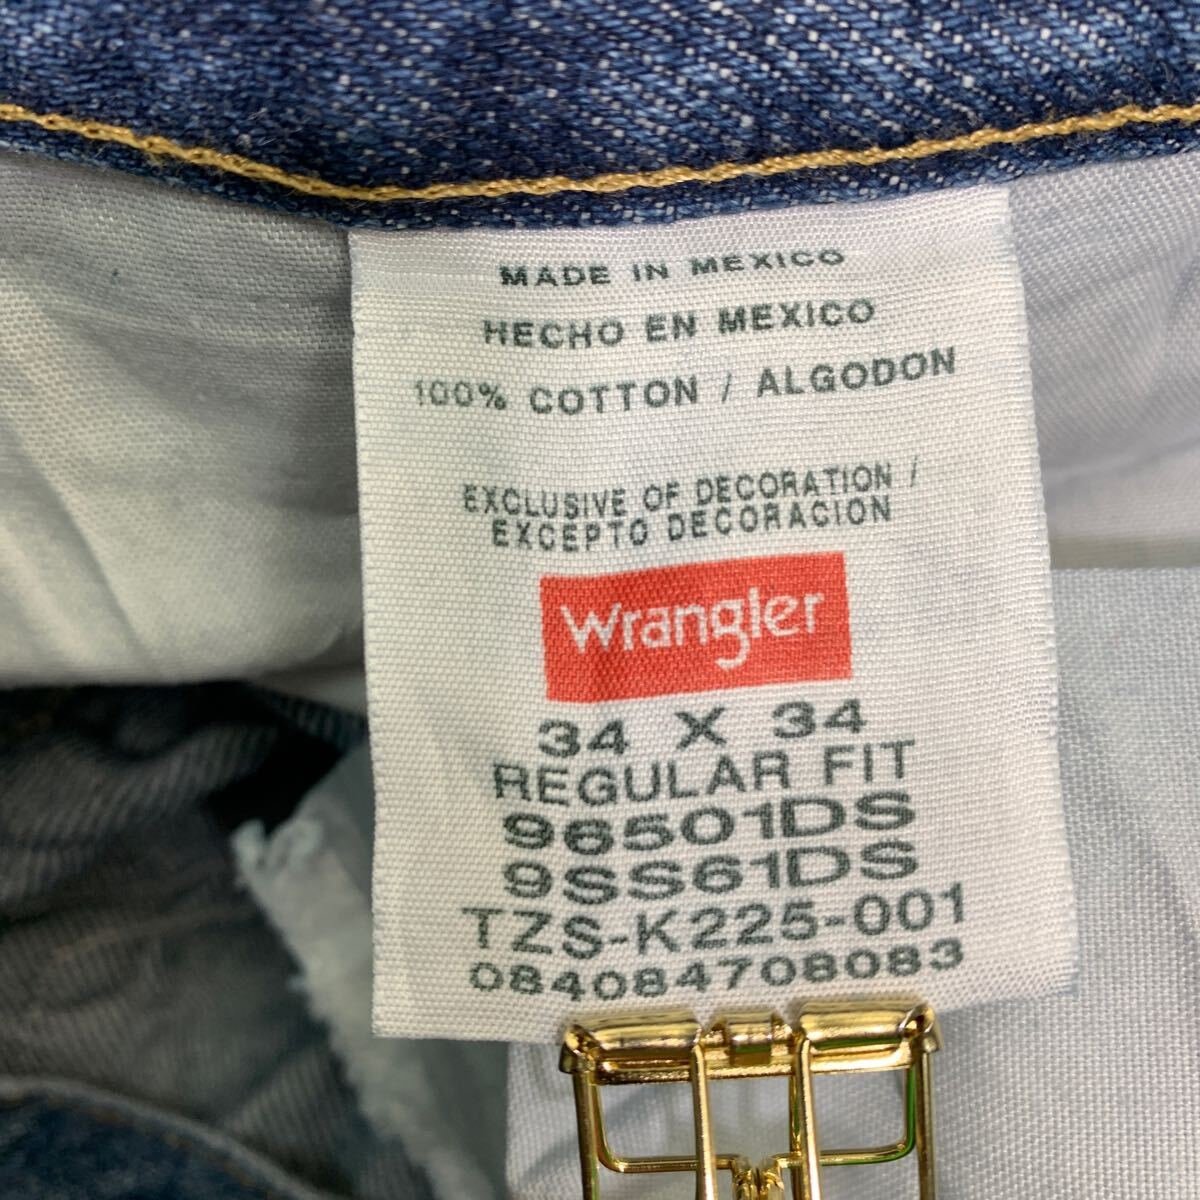 MADE IN MEXICO
HECHO EN MEXICO
100% COTTON / ALGODON
EXCLUSIVE OF DECORATION /
EXCEPTO DECORACION
Wrangler
34 X 34
REGULAR FIT
96501DS
9SS61DS
TZS-K225-001
084084708083